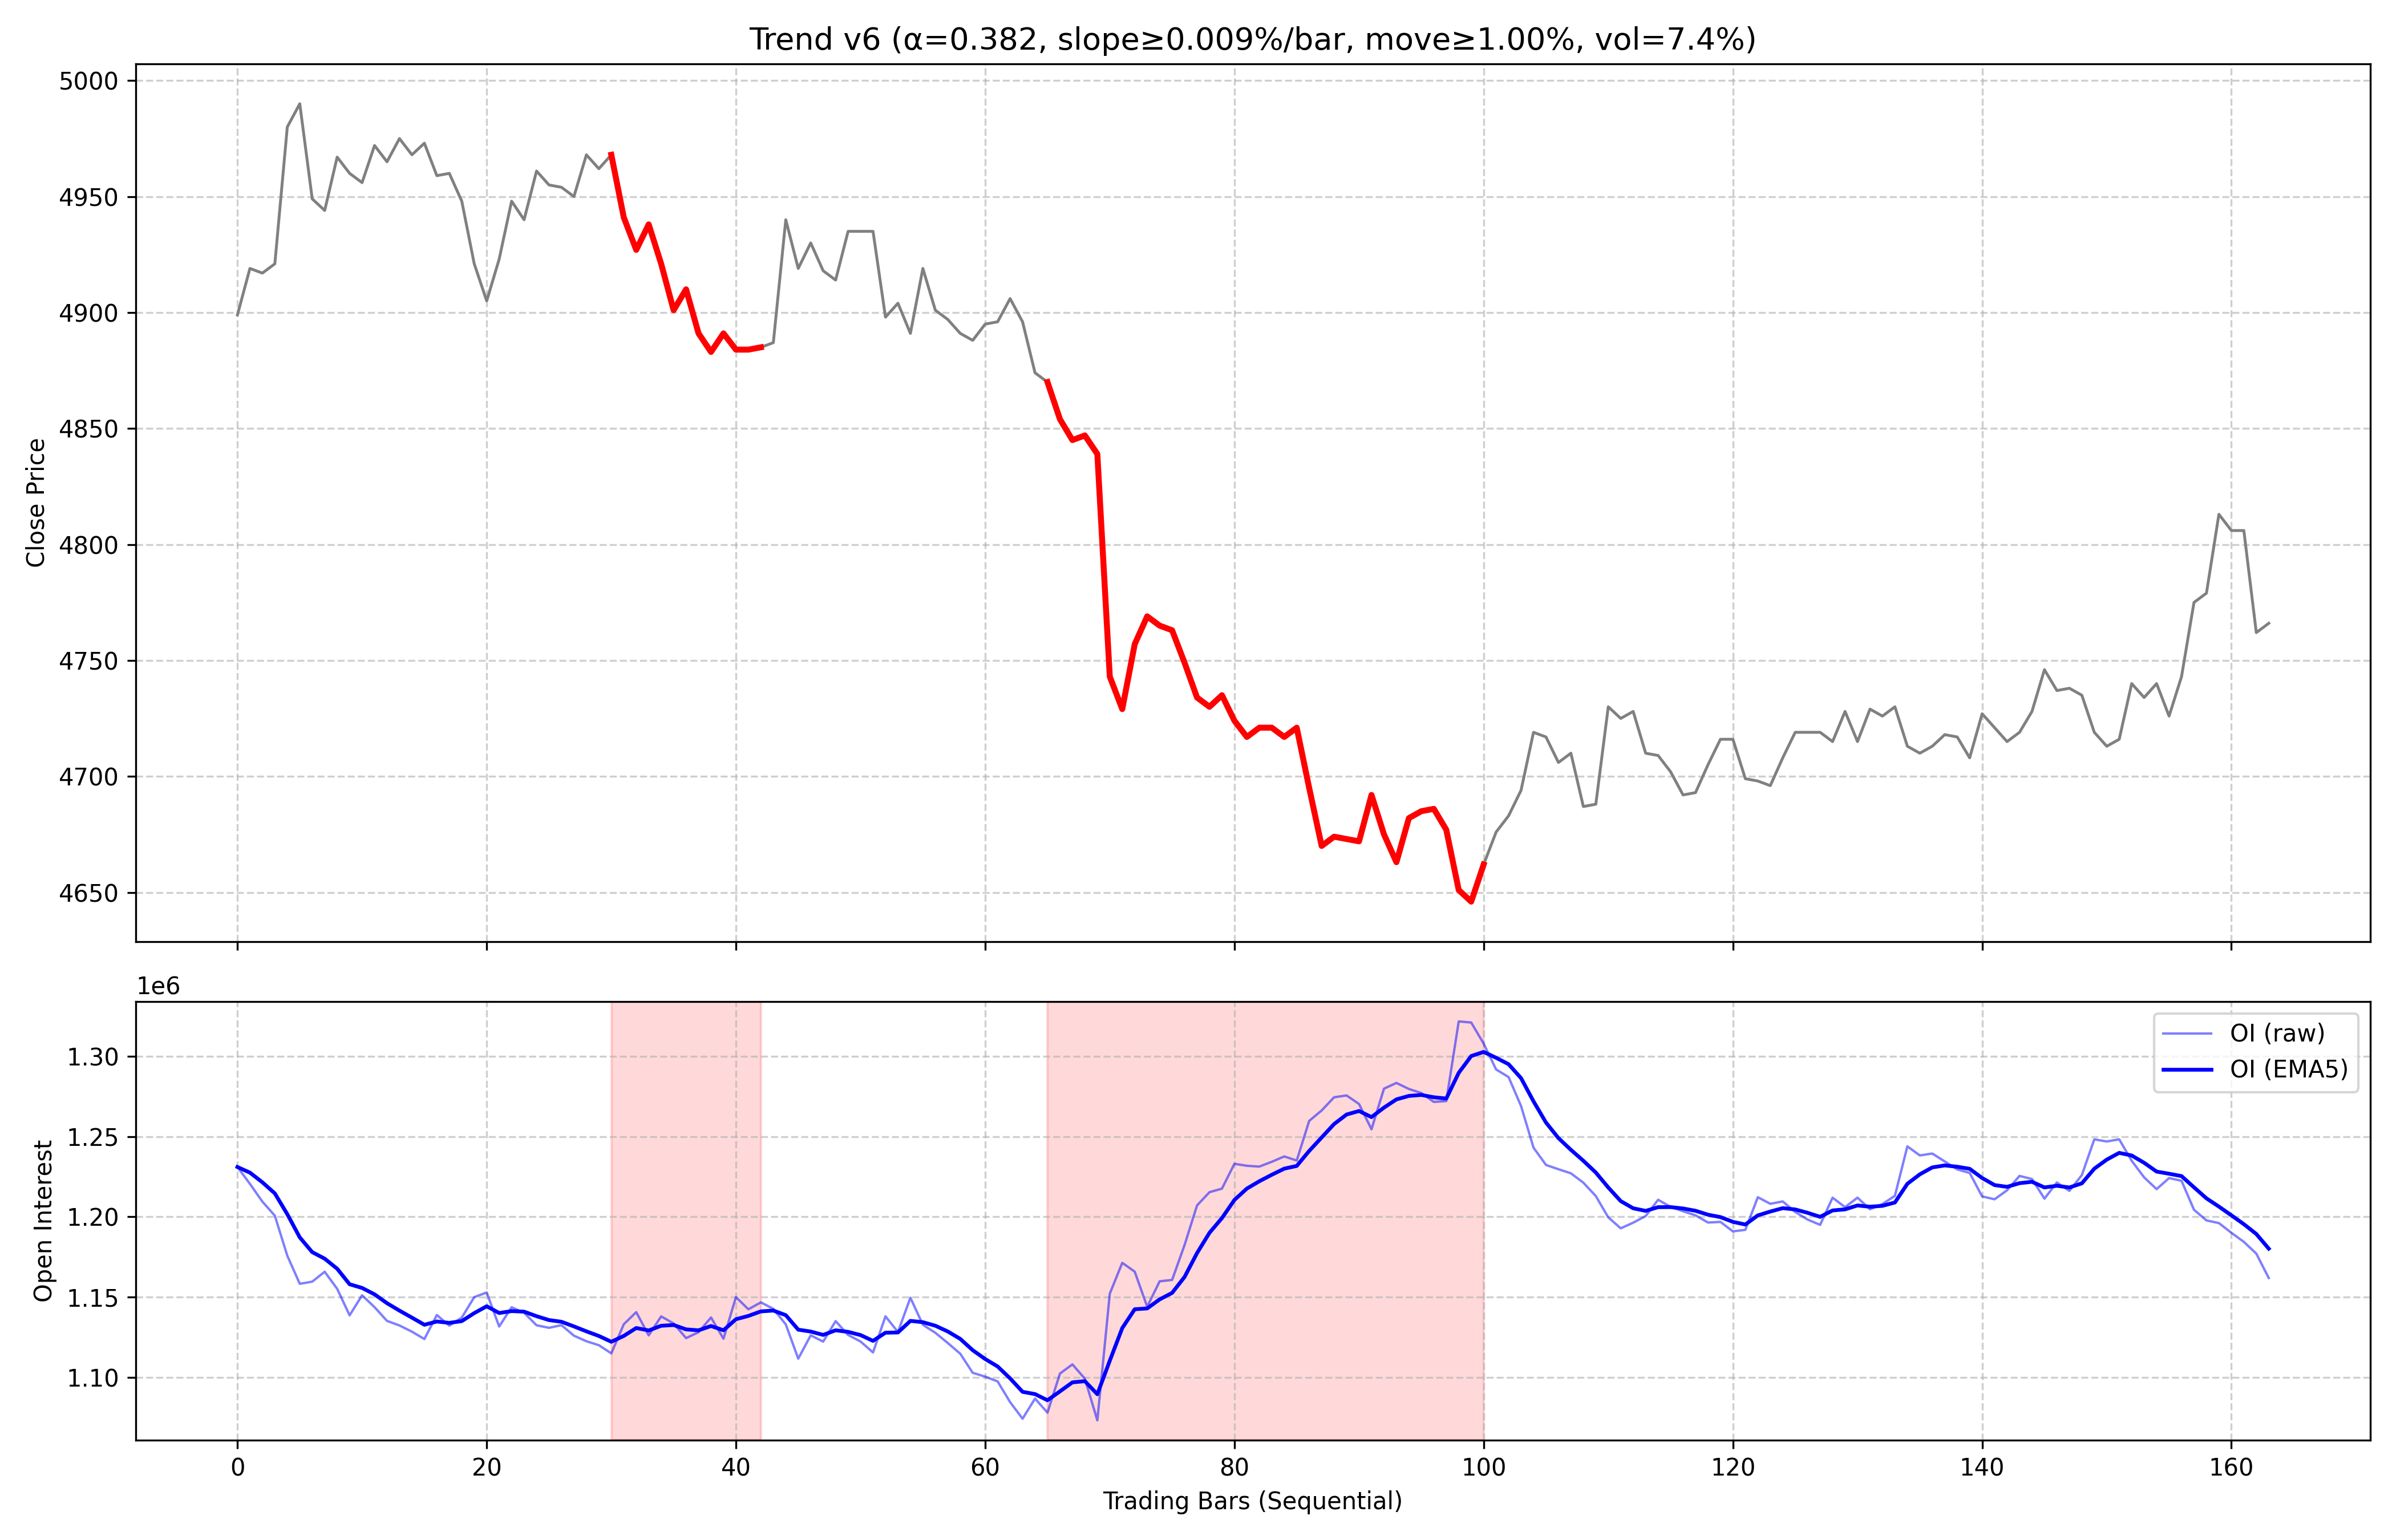 Trend v6 (α=0.382, slope≥0.009%/bar, move≥1.00%, vol=7.4%)
5000
4950
4900
4850
4800
4750
4700
4650
Close Price
1e6
1.30
1.25
1.20
1.15
1.10
Open Interest
OI (raw)
OI (EMA5)
0 20 40 60 80 100 120 140 160
Trading Bars (Sequential)